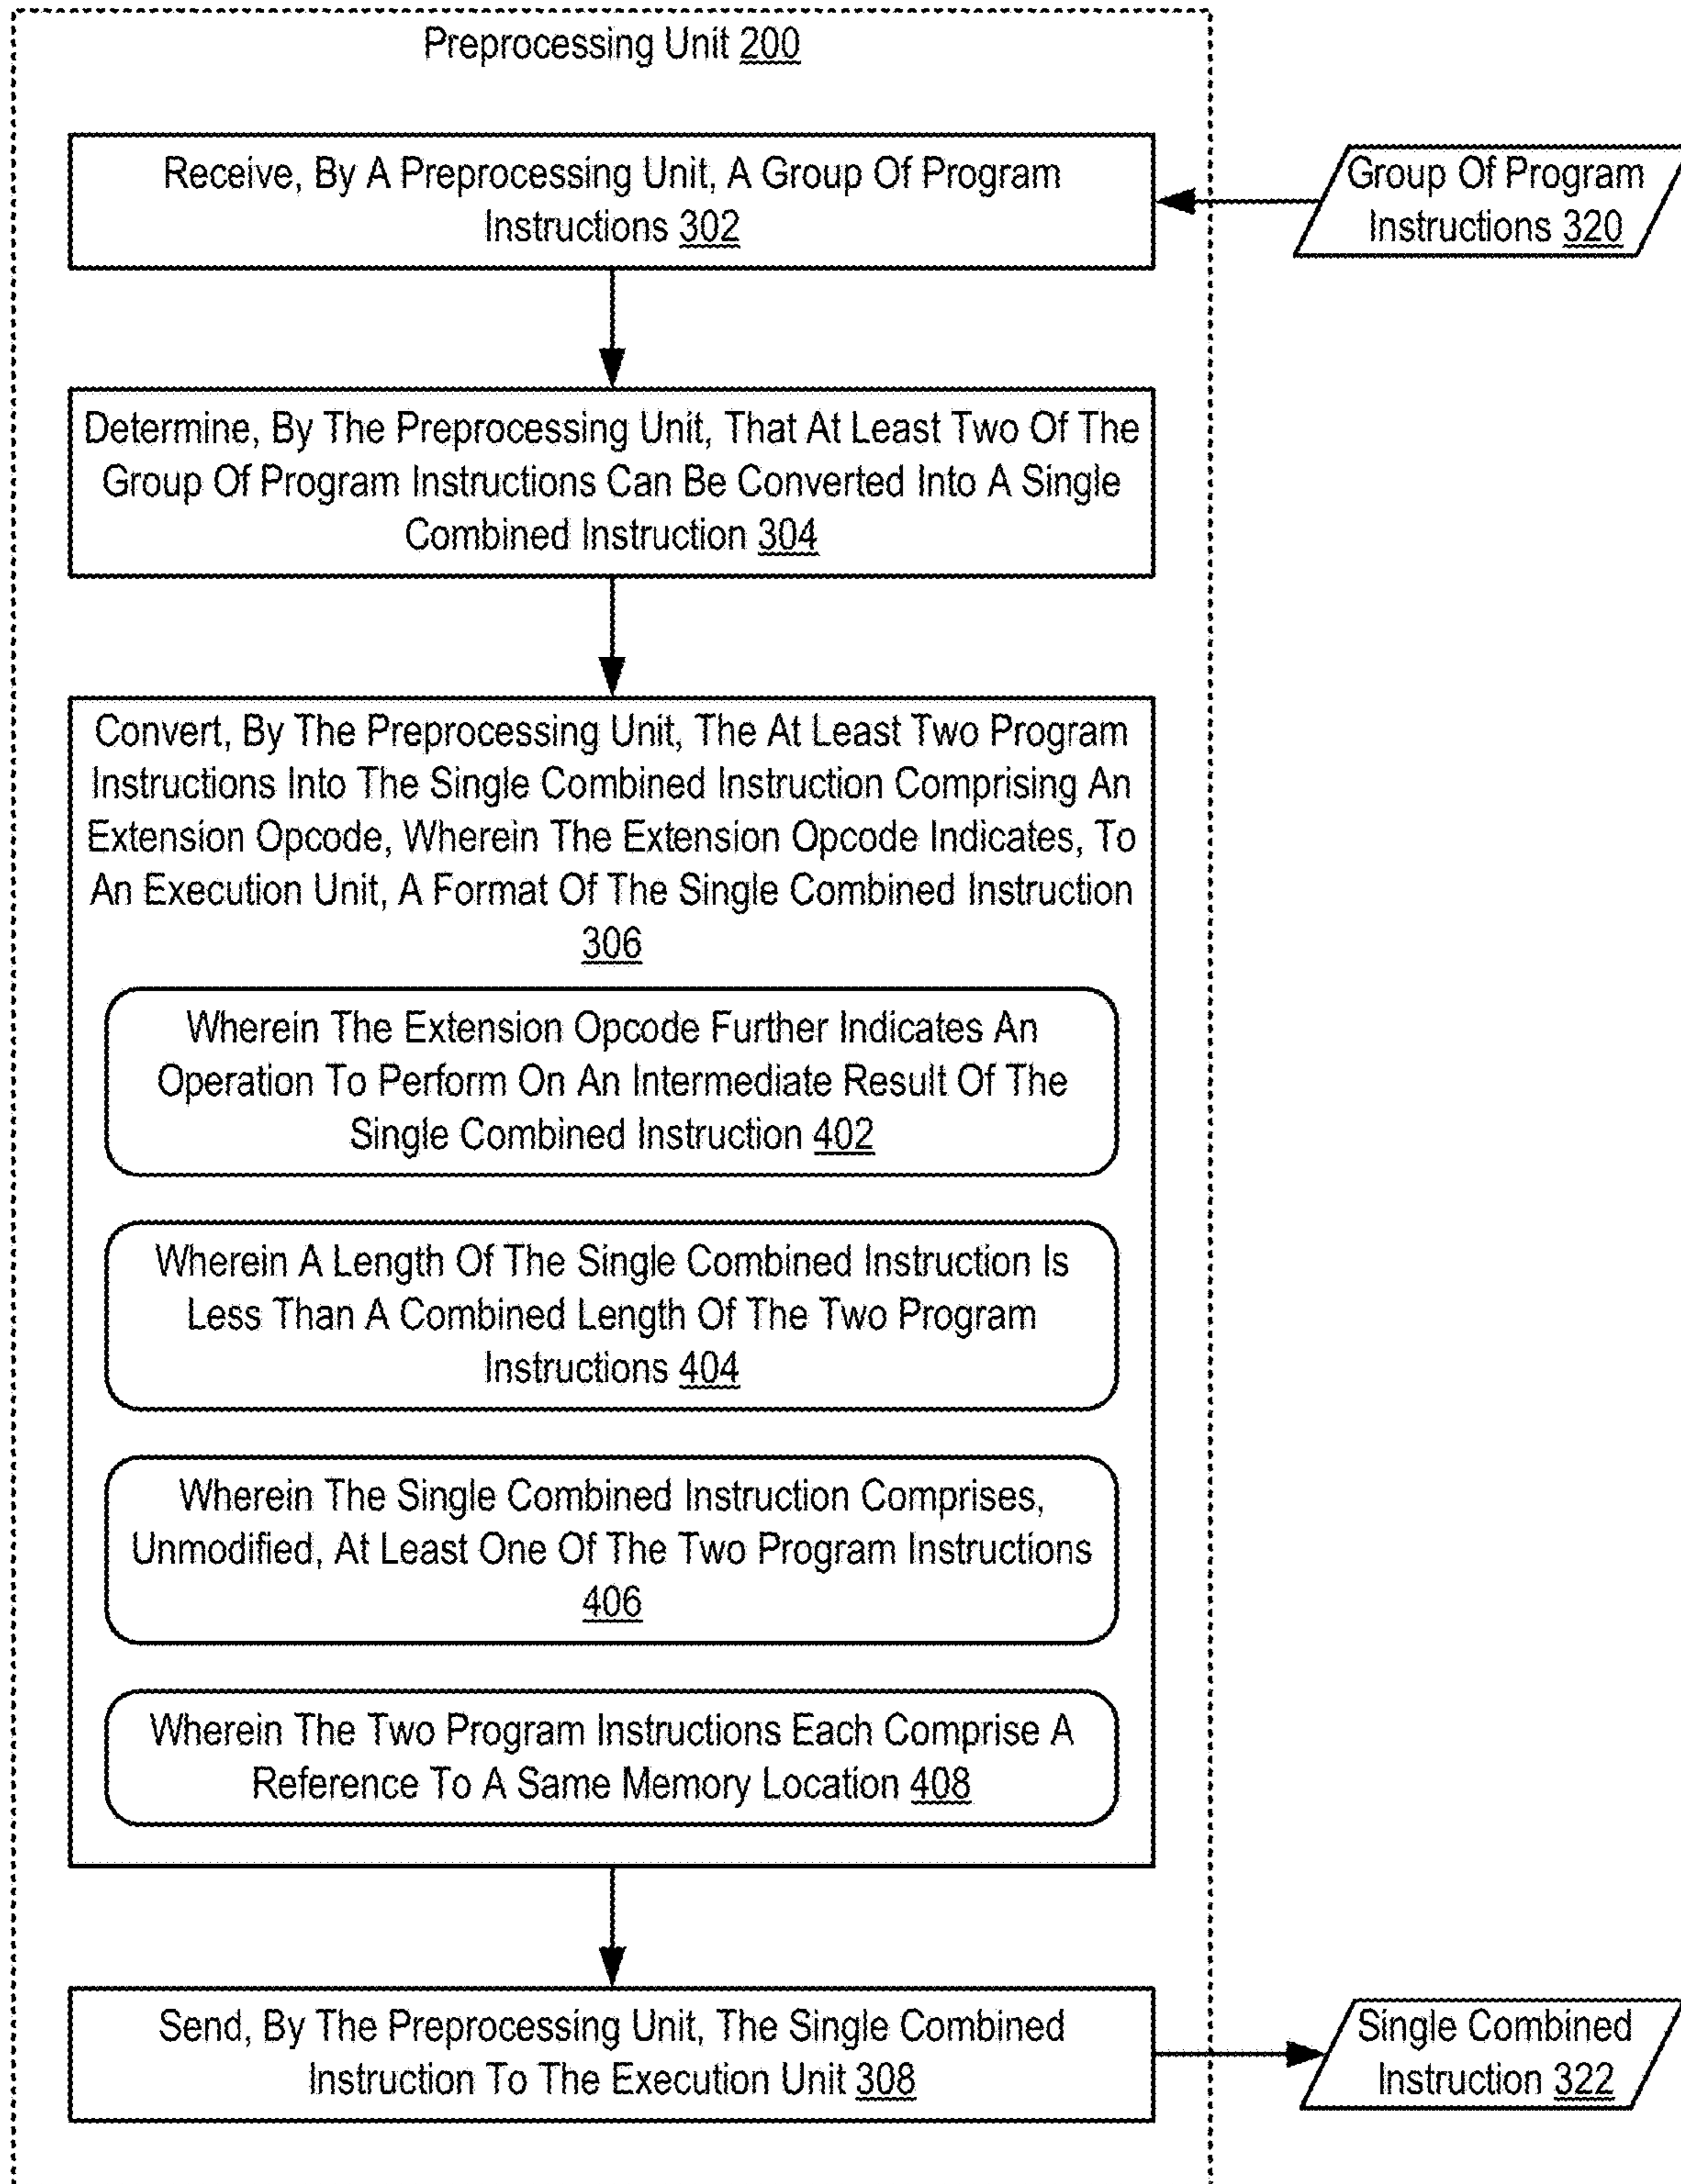 Preprocessing Unit 200
Receive, By A Preprocessing Unit, A Group Of Program
Instructions 302
Group Of Program
Instructions 320
Determine, By The Preprocessing Unit, That At Least Two Of The
Group Of Program Instructions Can Be Converted Into A Single
Combined Instruction 304
Convert, By The Preprocessing Unit, The At Least Two Program
Instructions Into The Single Combined Instruction Comprising An
Extension Opcode, Wherein The Extension Opcode Indicates, To
An Execution Unit, A Format Of The Single Combined Instruction
306
Wherein The Extension Opcode Further Indicates An
Operation To Perform On An Intermediate Result Of The
Single Combined Instruction 402
Wherein A Length Of The Single Combined Instruction Is
Less Than A Combined Length Of The Two Program
Instructions 404
Wherein The Single Combined Instruction Comprises,
Unmodified, At Least One Of The Two Program Instructions
406
Wherein The Two Program Instructions Each Comprise A
Reference To A Same Memory Location 408
Send, By The Preprocessing Unit, The Single Combined
Instruction To The Execution Unit 308
Single Combined
Instruction 322